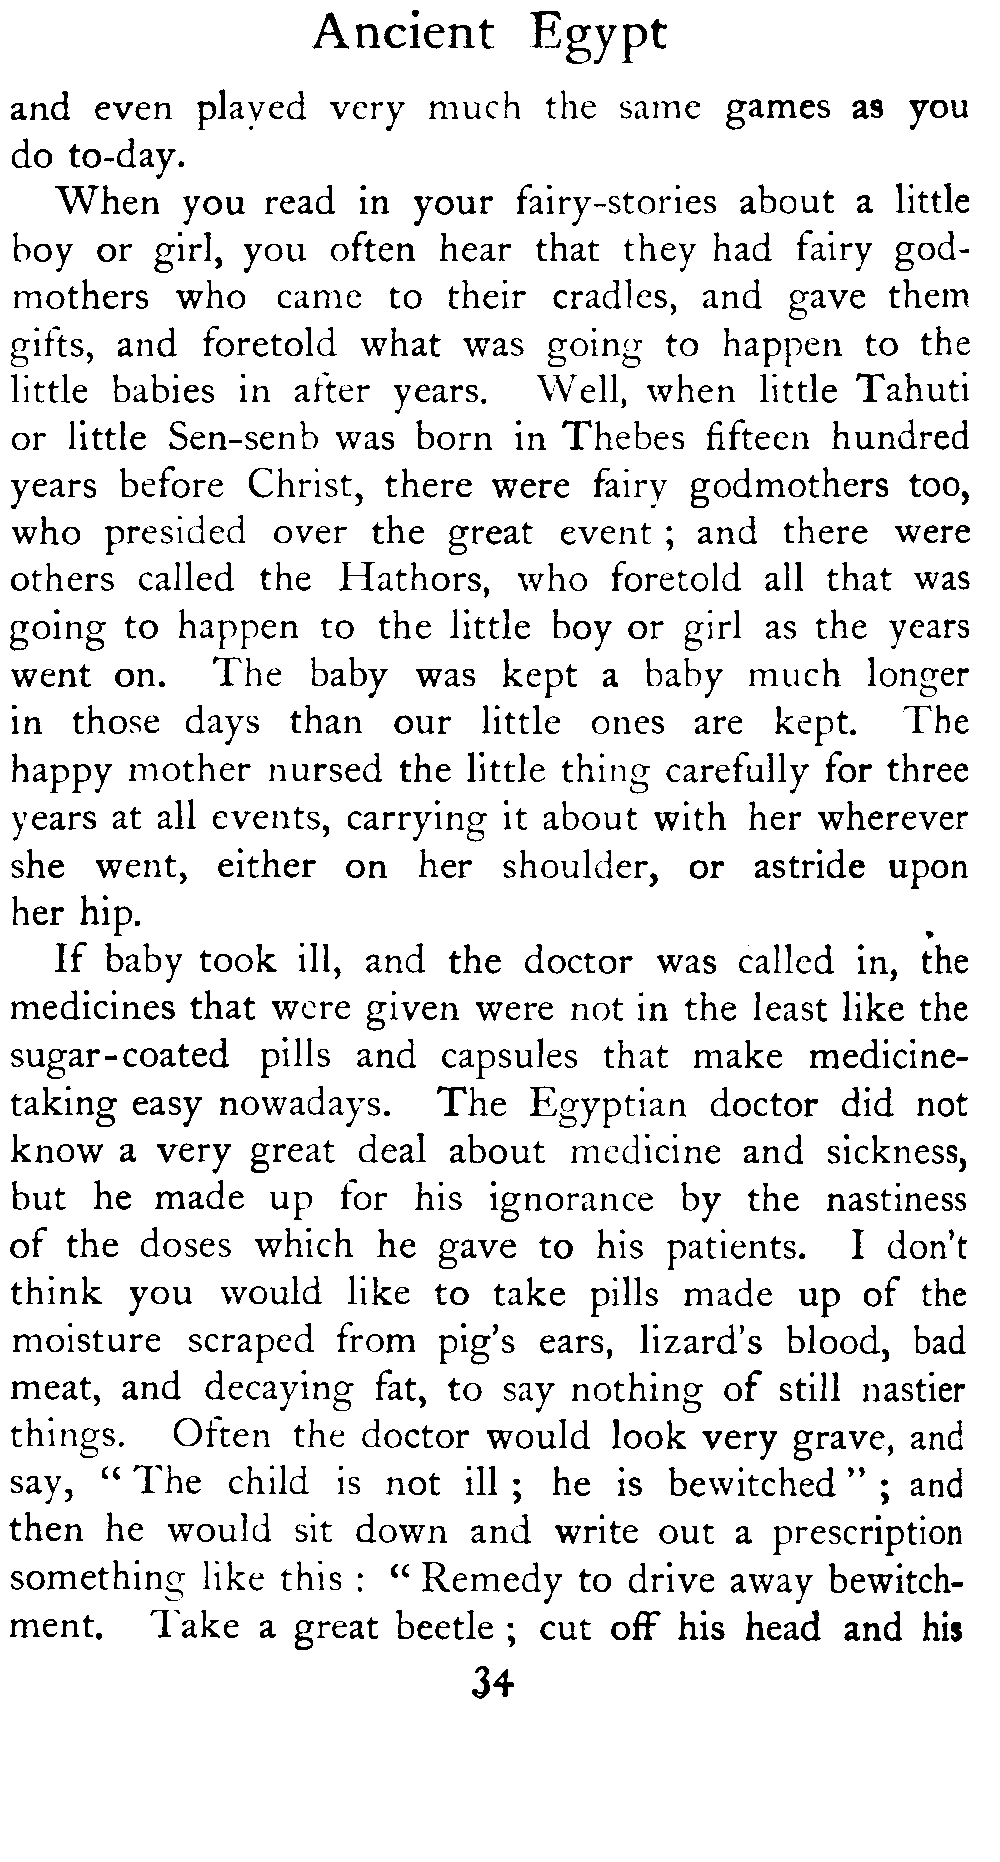 Ancient Egypt
and even played very much the same games as you
do to-day.
When you read in your fairy-stories about a little
boy or girl, you often hear that they had fairy god-
mothers who came to their cradles, and gave them
gifts, and foretold what was going to happen to the
little babies in after years. Well, when little Tahuti
or little Sen-senb was born in Thebes fifteen hundred
years before Christ, there were fairy godmothers too,
who presided over the great event ; and there were
others called the Hathors, who foretold all that was
going to happen to the little boy or girl as the years
went on. The baby was kept a baby much longer
in those days than our little ones are kept. The
happy mother nursed the little thing carefully for three
years at all events, carrying it about with her wherever
she went, either on her shoulder, or astride upon
her hip.
If baby took ill, and the doctor was called in, the
medicines that were given were not in the least like the
sugar-coated pills and capsules that make medicine-
taking easy nowadays. The Egyptian doctor did not
know a very great deal about medicine and sickness,
but he made up for his ignorance by the nastiness
of the doses which he gave to his patients. I don't
think you would like to take pills made up of the
moisture scraped from pig's ears, lizard's blood, bad
meat, and decaying fat, to say nothing of still nastier
things. Often the doctor would look very grave, and
say, “ The child is not ill ; he is bewitched ” ; and
then he would sit down and write out a prescription
something like this : “ Remedy to drive away bewitch-
ment. Take a great beetle ; cut off his head and his
34